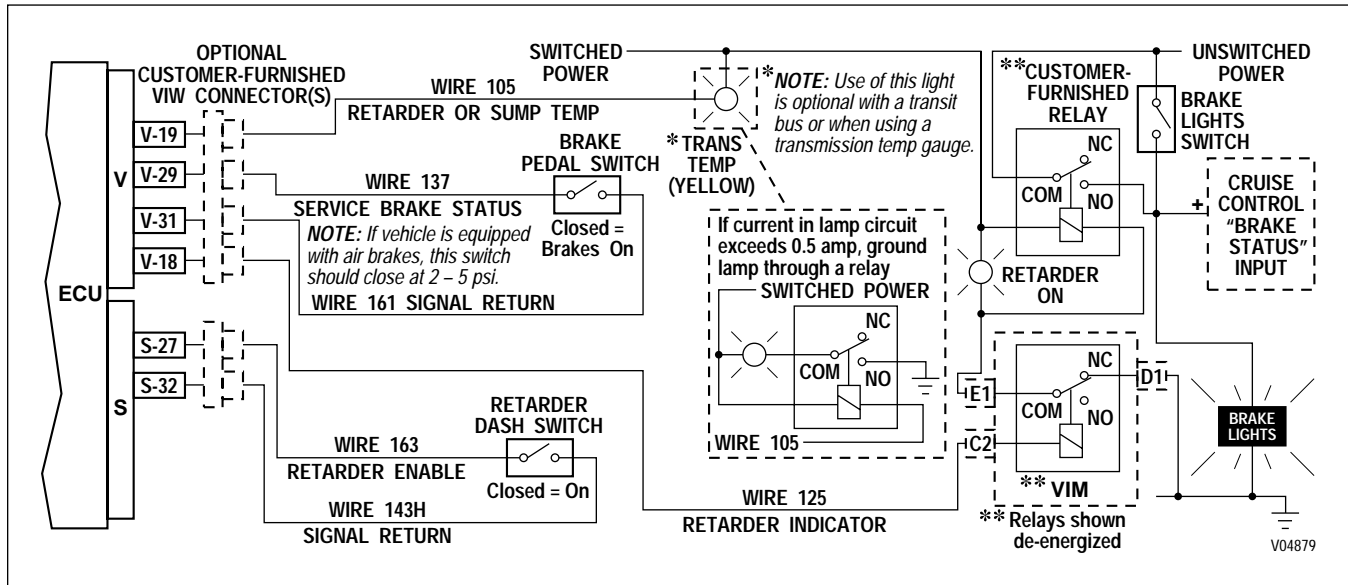 OPTIONAL
CUSTOMER-FURNISHED
VIW CONNECTOR(S)
ECU
V
V-19
V-29
V-31
V-18
S
S-27
S-32
WIRE 105
RETARDER OR SUMP TEMP
WIRE 137
SERVICE BRAKE STATUS
NOTE: If vehicle is equipped
with air brakes, this switch
should close at 2 – 5 psi.
WIRE 161 SIGNAL RETURN
BRAKE
PEDAL SWITCH
Closed =
Brakes On
WIRE 163
RETARDER ENABLE
WIRE 143H
SIGNAL RETURN
RETARDER
DASH SWITCH
Closed = On
SWITCHED
POWER
* TRANS
TEMP
(YELLOW)
* NOTE: Use of this light
is optional with a transit
bus or when using a
transmission temp gauge.
If current in lamp circuit
exceeds 0.5 amp, ground
lamp through a relay
SWITCHED POWER
NC
COM
NO
WIRE 105
WIRE 125
RETARDER INDICATOR
** CUSTOMER-
FURNISHED
RELAY
NC
COM
NO
UNSWITCHED
POWER
BRAKE
LIGHTS
SWITCH
+
CRUISE
CONTROL
"BRAKE
STATUS"
INPUT
RETARDER
ON
E1
C2
NC
COM
NO
D1
** VIM
** Relays shown
de-energized
BRAKE
LIGHTS
V04879